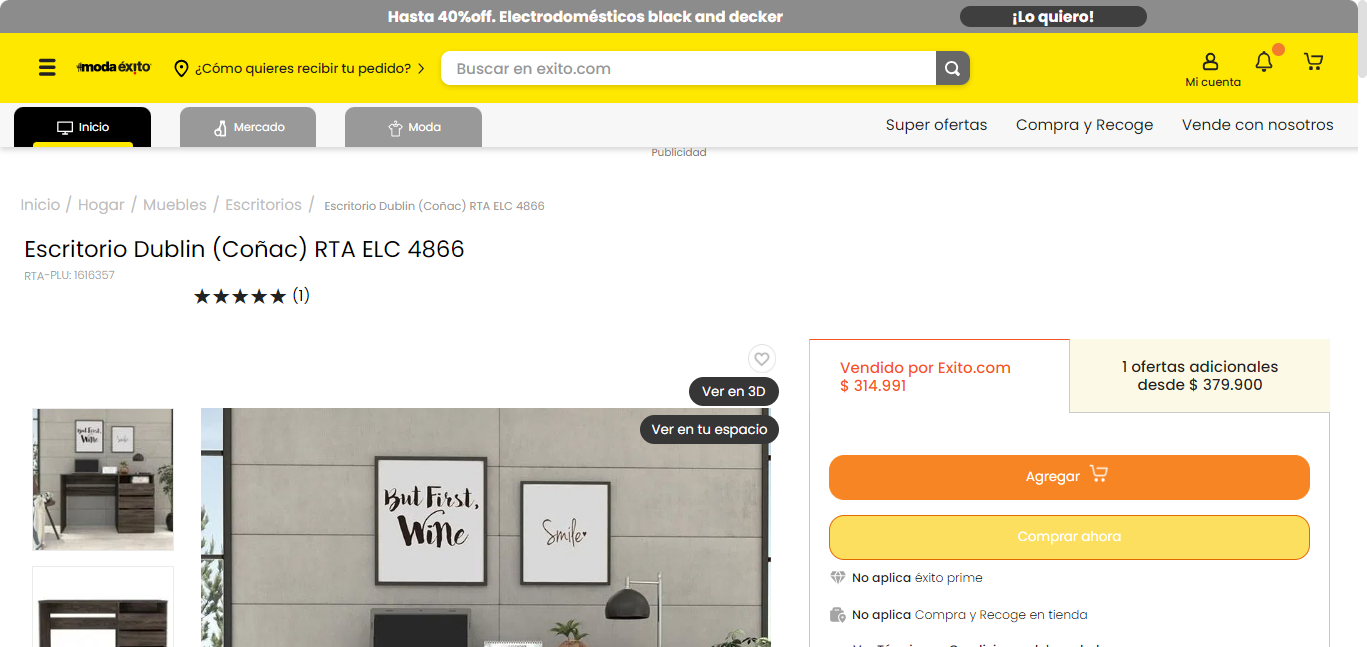 Hasta 40%off. Electrodomésticos black and decker
¡Lo quiero!
moda éxito
¿Cómo quieres recibir tu pedido?
Buscar en exito.com
Mi cuenta
Inicio
Mercado
Moda
Super ofertas
Compra y Recoge
Vende con nosotros
Publicidad
Inicio / Hogar / Muebles / Escritorios / Escritorio Dublin (Coñac) RTA ELC 4866
Escritorio Dublin (Coñac) RTA ELC 4866
RTA-PLU: 1616357
(1)
Ver en 3D
Ver en tu espacio
But First,
Wine
Smile
But First,
Wine
Smile
Vendido por Exito.com
$ 314.991
1 ofertas adicionales
desde $ 379.900
Agregar
Comprar ahora
No aplica éxito prime
No aplica Compra y Recoge en tienda